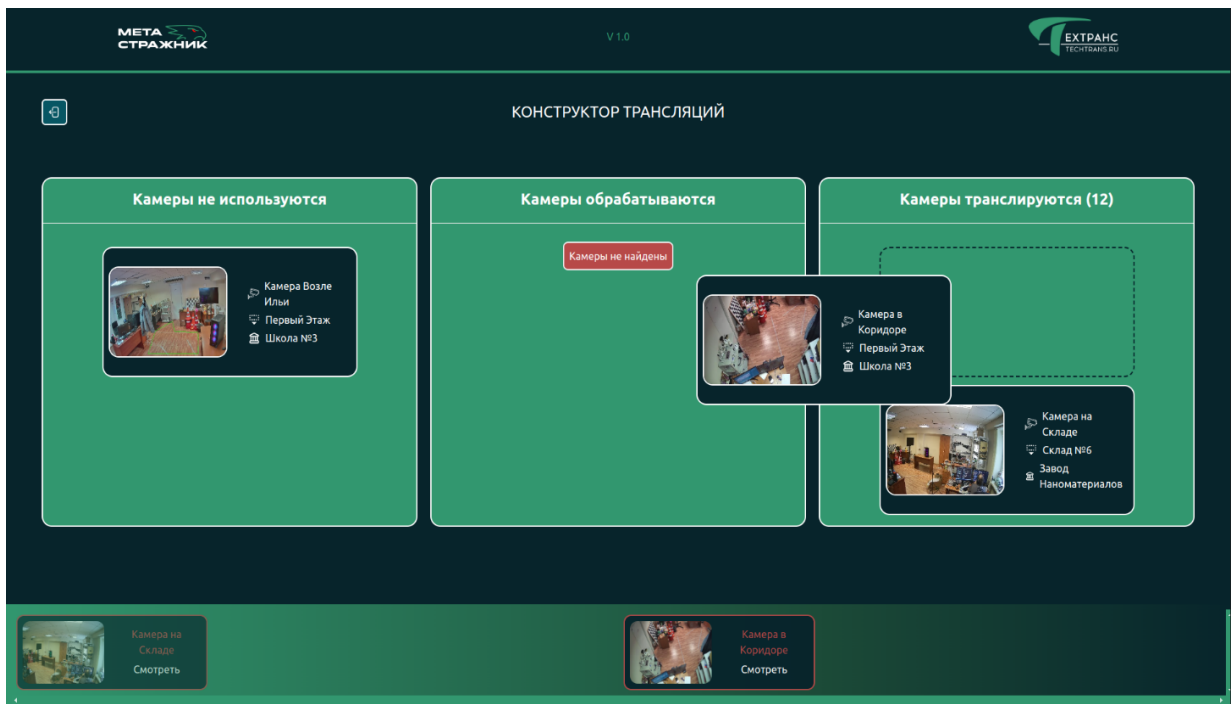 МЕТА
СТРАЖНИК
V 1.0
ЕХТРАНС
TECHTRANS.RU
КОНСТРУКТОР ТРАНСЛЯЦИЙ
Камеры не используются
Камера Возле
Ильи
Первый Этаж
Школа №3
Камеры обрабатываются
Камеры не найдены
Камера в
Коридоре
Первый Этаж
Школа №3
Камеры транслируются (12)
Камера на
Складе
Склад №6
Завод
Наноматериалов
Камера на
Складе
Смотреть
Камера в
Коридоре
Смотреть